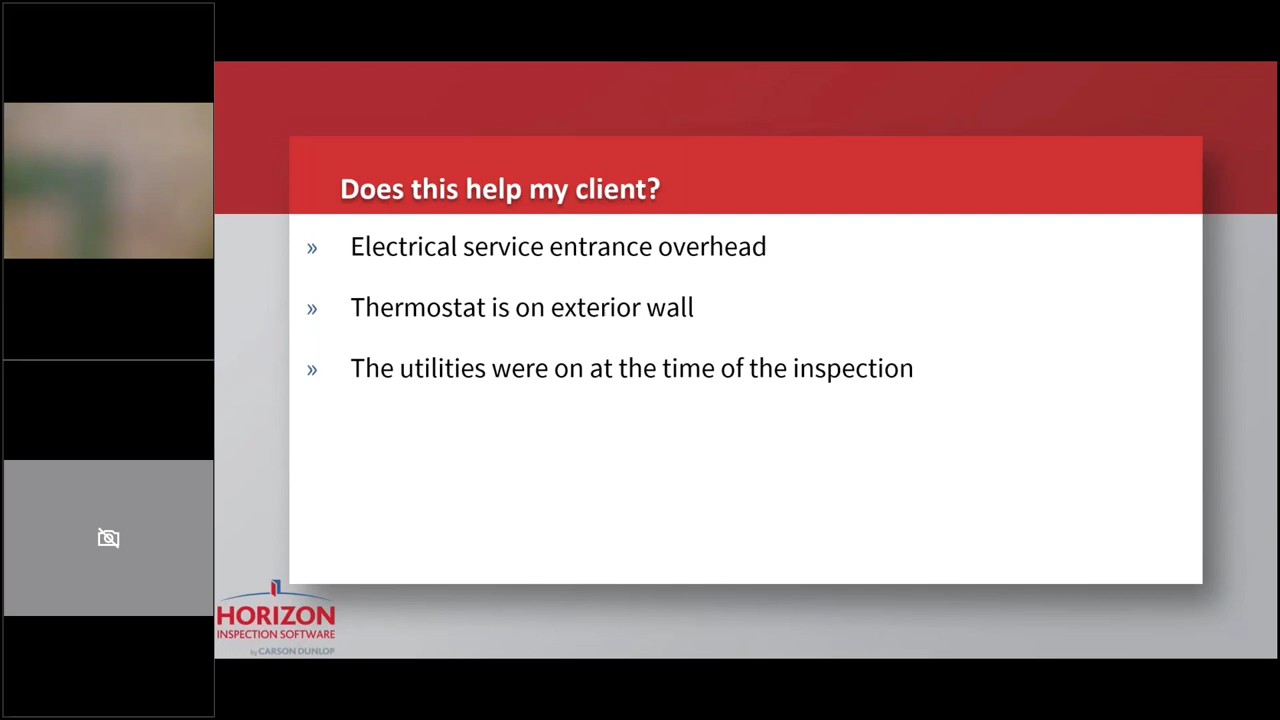 Does this help my client?
» Electrical service entrance overhead
» Thermostat is on exterior wall
» The utilities were on at the time of the inspection
HORIZON
INSPECTION SOFTWARE
by CARSON DUNLOP